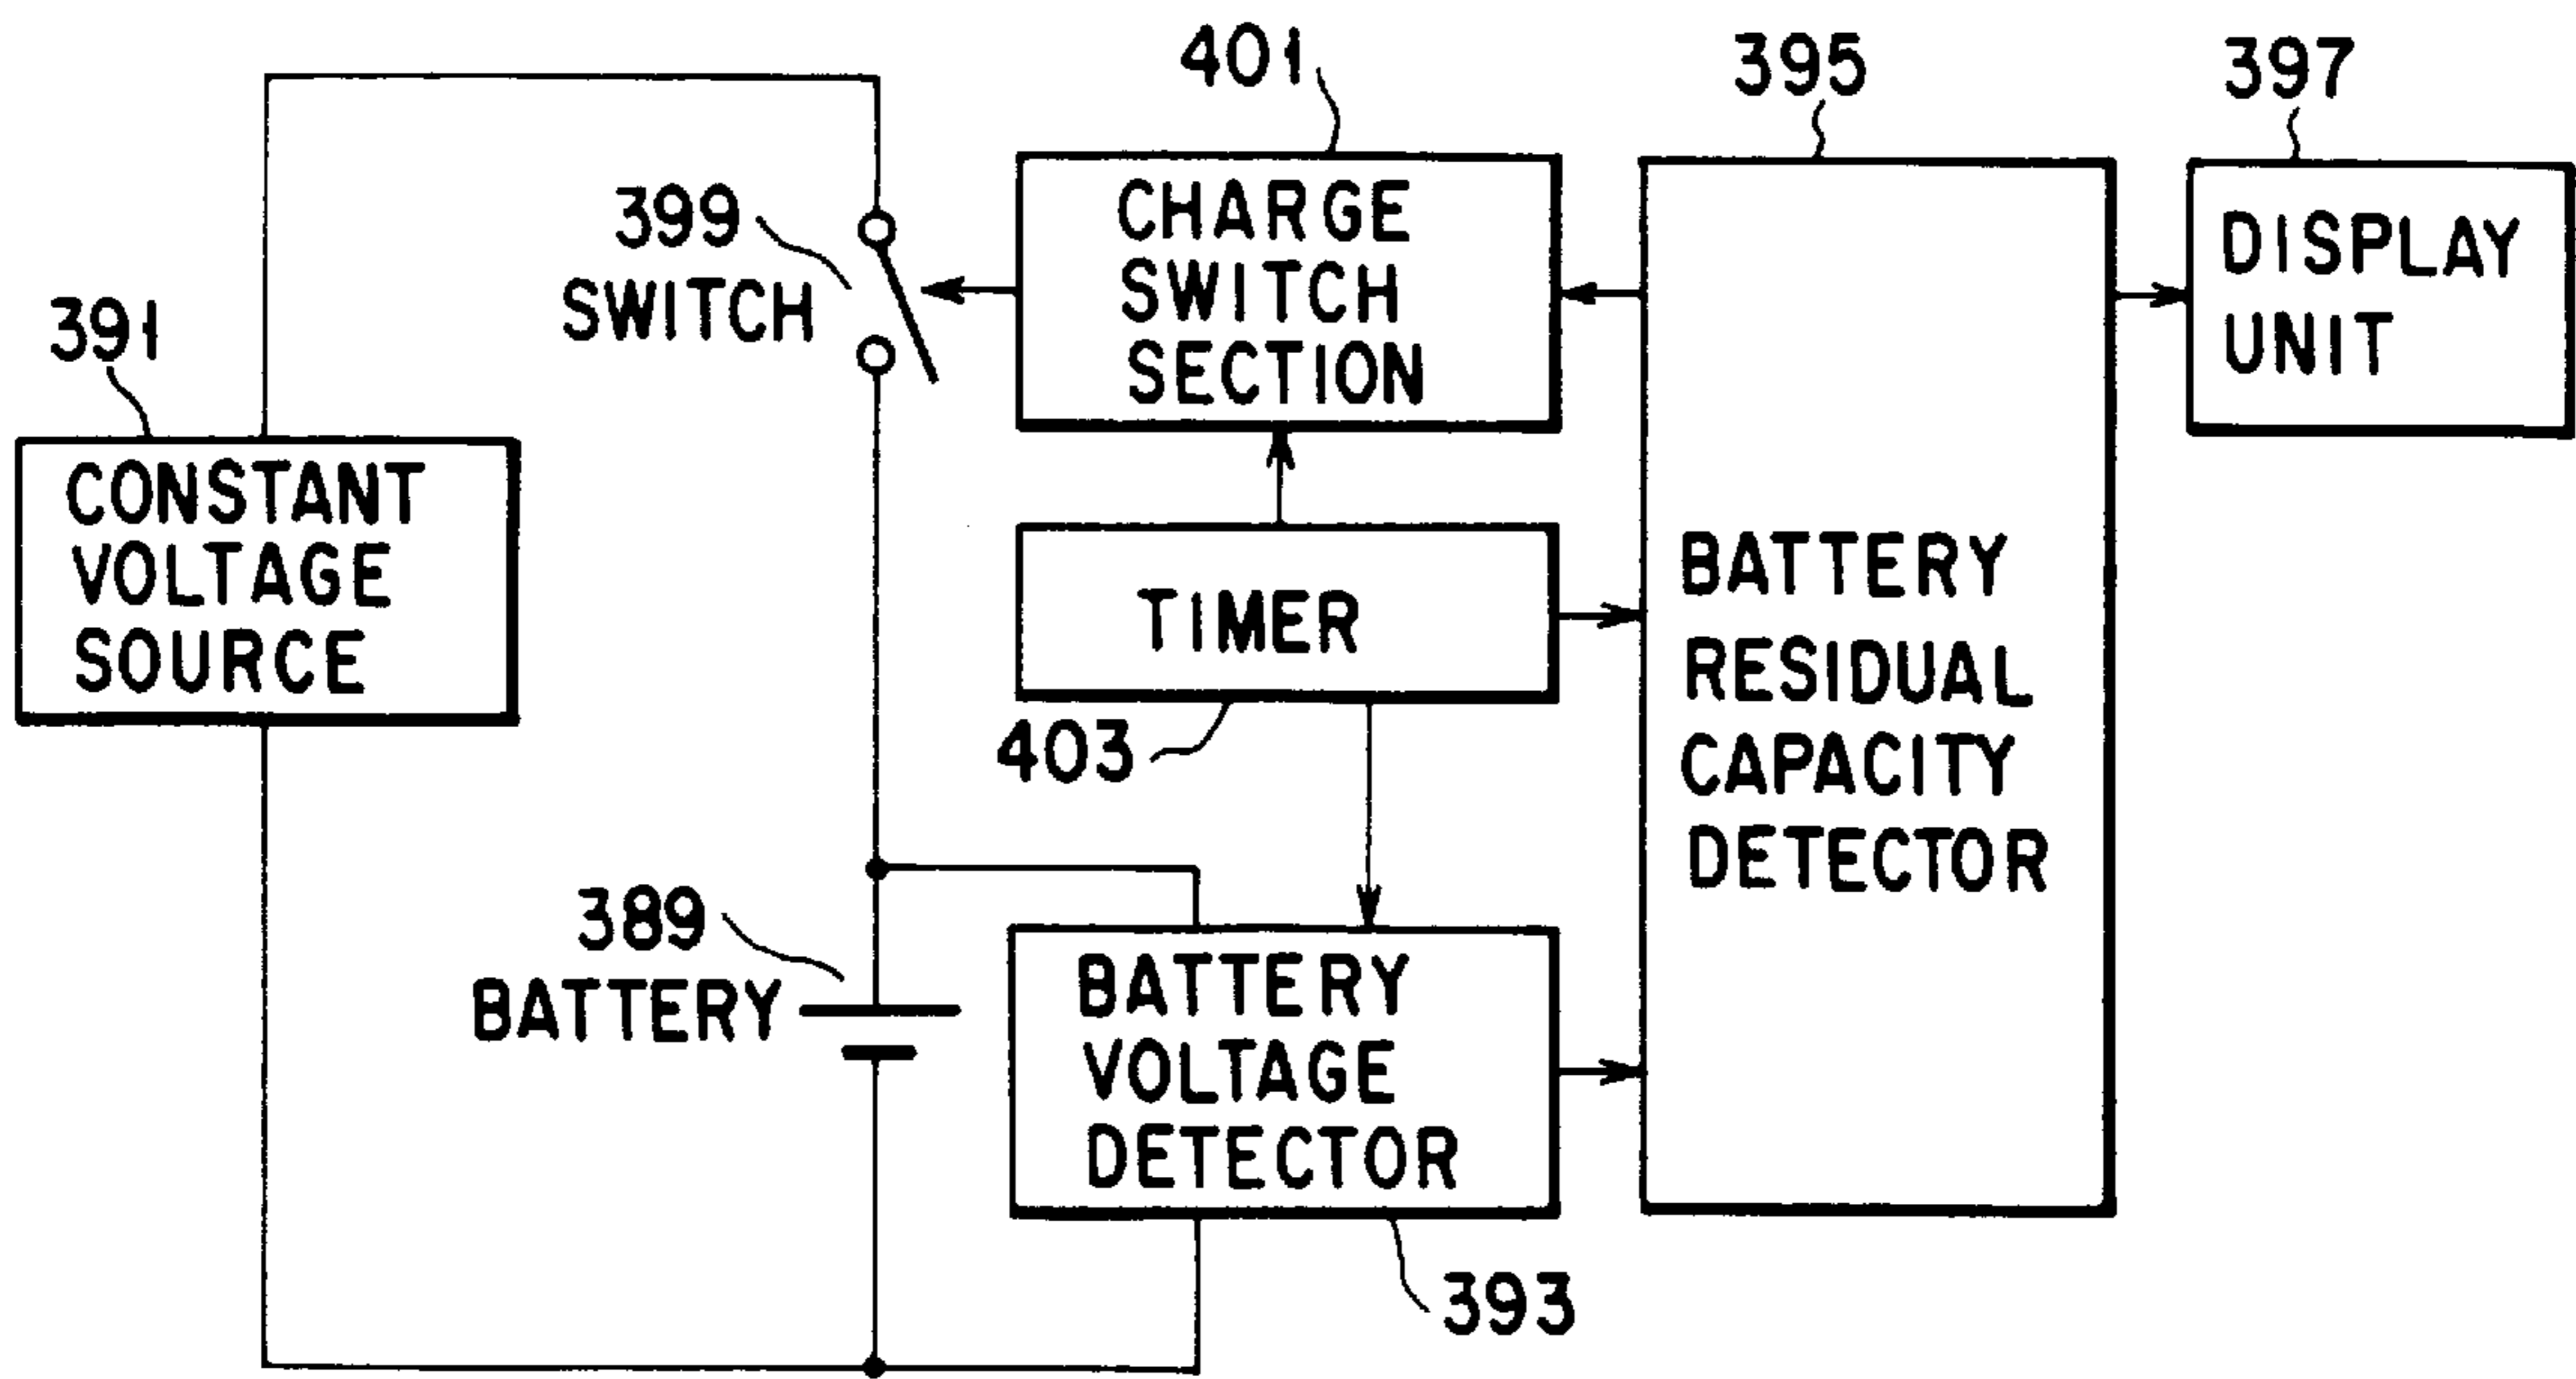 401
395
397
399
SWITCH
CHARGE
SWITCH
SECTION
DISPLAY
UNIT
391
CONSTANT
VOLTAGE
SOURCE
TIMER
403
BATTERY
RESIDUAL
CAPACITY
DETECTOR
389
BATTERY
BATTERY
VOLTAGE
DETECTOR
393